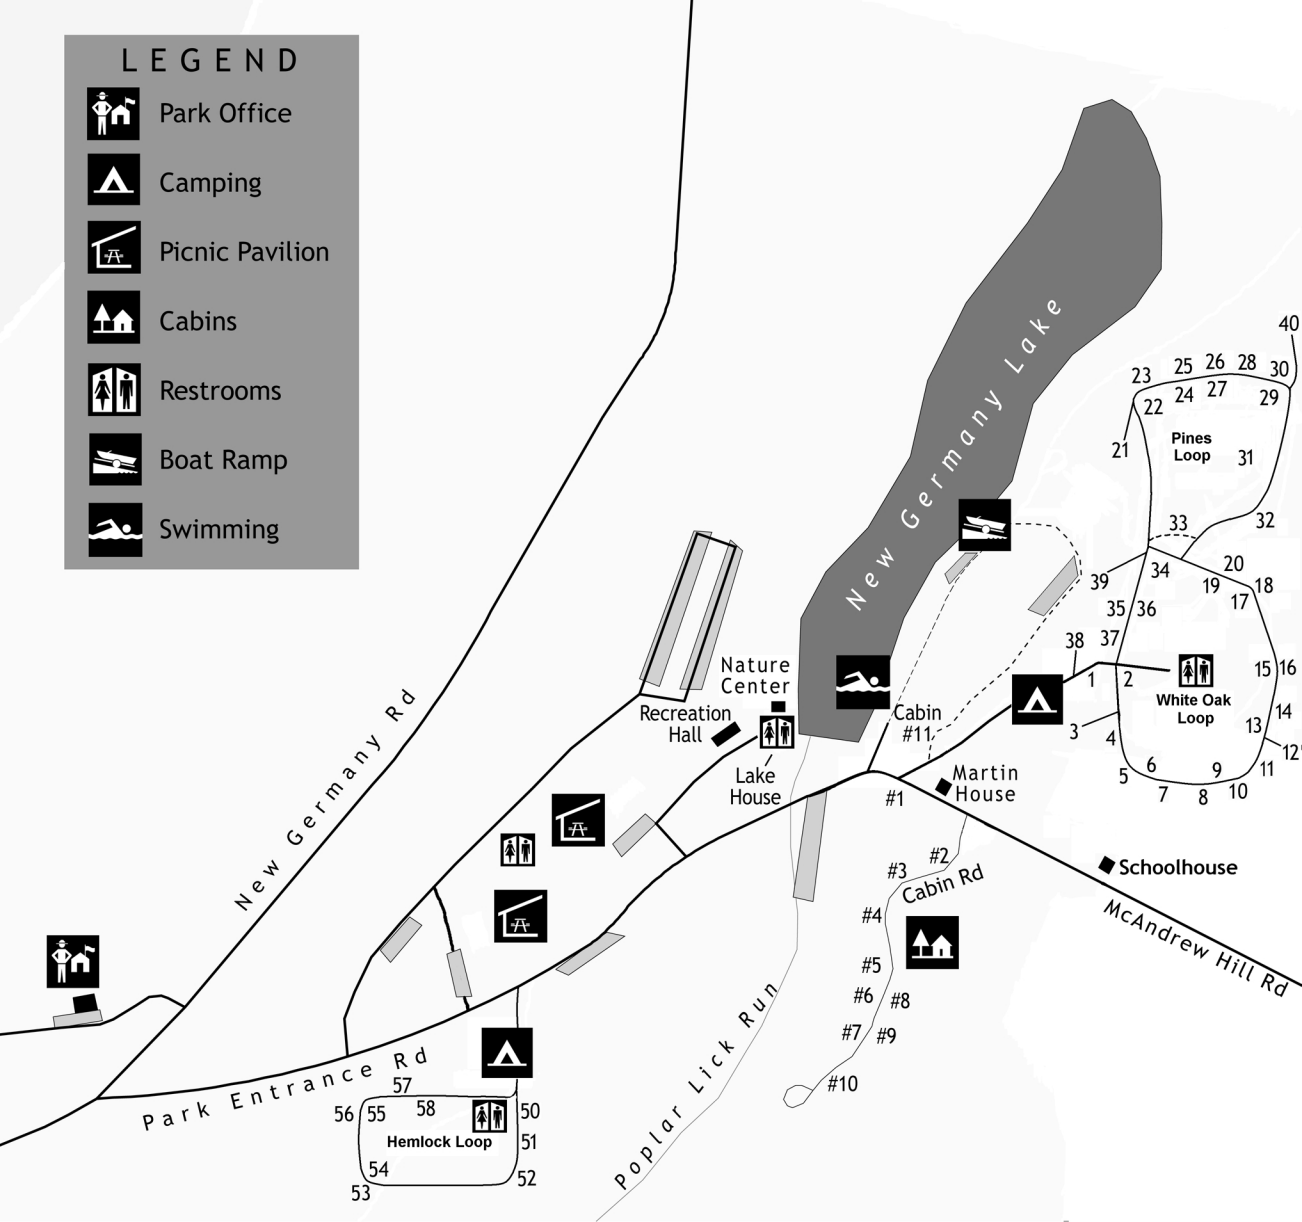 LEGEND
Park Office
Camping
Picnic Pavilion
Cabins
Restrooms
Boat Ramp
Swimming
New Germany Lake
40
23
25
26
28
30
22
24
27
29
Pines
Loop
21
31
33
32
39
34
20
19
18
17
35
36
37
38
1
2
15
16
White Oak
Loop
3
4
14
13
12
5
6
7
8
9
10
11
New Germany Rd
Nature
Center
Recreation
Hall
Lake
House
Cabin
#11
Martin
House
#1
#2
#3
Cabin Rd
#4
#5
#6
#8
#7
#9
#10
Schoolhouse
McAndrew Hill Rd
Poplar Lick Run
Park Entrance Rd
57
56
55
58
50
Hemlock Loop
51
54
52
53